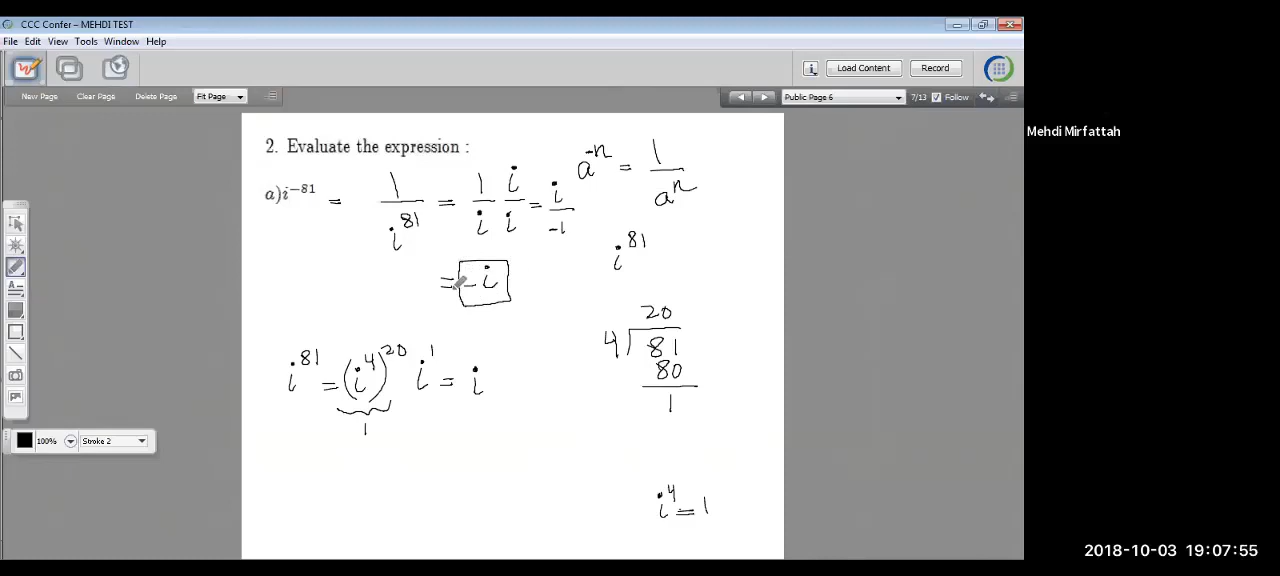 CCC Confer – MEHDI TEST
File Edit View Tools Window Help
Load Content Record
New Page Clear Page Delete Page Fit Page Public Page 6 7/13 Follow
Mehdi Mirfattah
2. Evaluate the expression :
a^-n = 1/a^n
a) i^−81 = 1/i^81 = 1/i i/i = i/-1
i^81
= -i
20
4 81
80
1
i^81 = (i^4)^20 i^1 = i
1
100% Stroke 2
i^4 = 1
2018-10-03 19:07:55